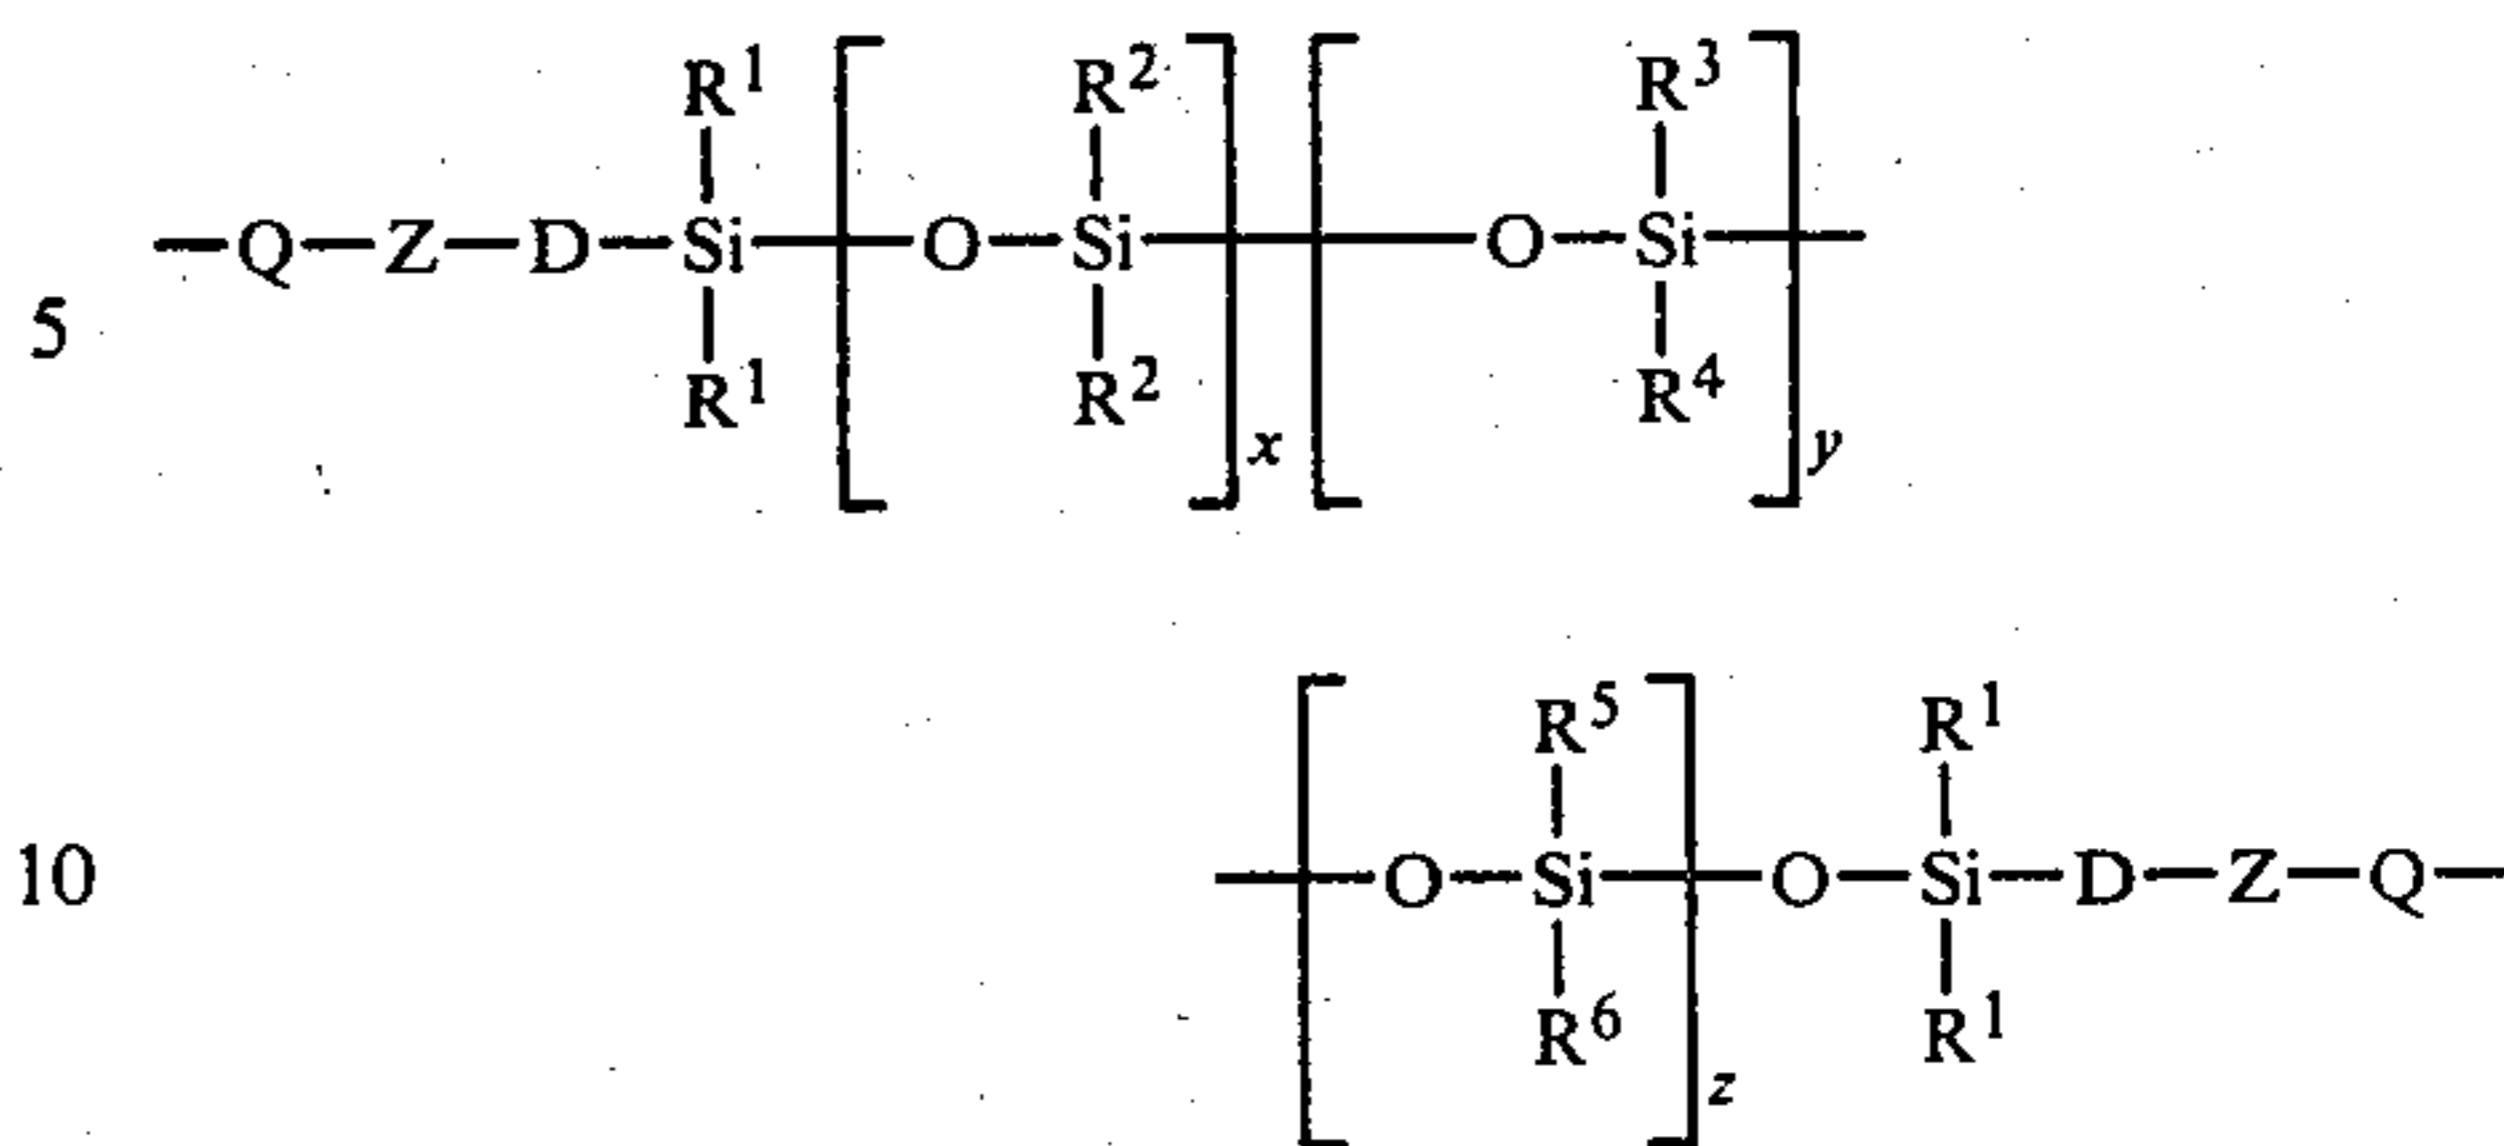 R1 R2 R3
—Q—Z—D—Si—[—O—Si—]—[—O—Si—]—
5
R1 R2 R4
x y
R5 R1
10 —[—O—Si—]—O—Si—D—Z—Q—
R6 R1
z